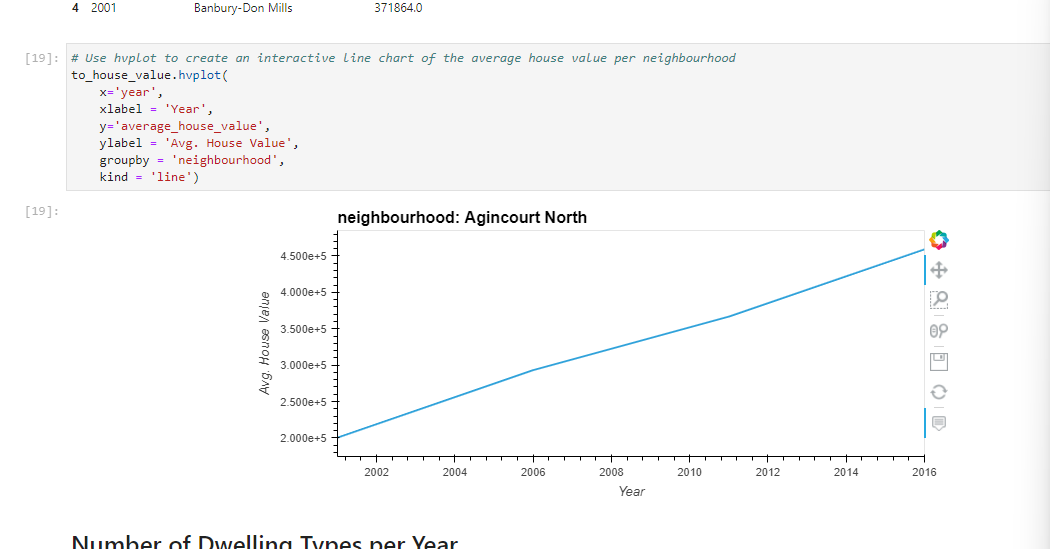 4 2001 Banbury-Don Mills 371864.0
[19]: # Use hvplot to create an interactive line chart of the average house value per neighbourhood
to_house_value.hvplot(
    x='year',
    xlabel = 'Year',
    y='average_house_value',
    ylabel = 'Avg. House Value',
    groupby = 'neighbourhood',
    kind = 'line')
[19]:
neighbourhood: Agincourt North
4.500e+5
4.000e+5
3.500e+5
3.000e+5
2.500e+5
2.000e+5
Avg. House Value
2002 2004 2006 2008 2010 2012 2014 2016
Year
Number of Dwelling Types per Year